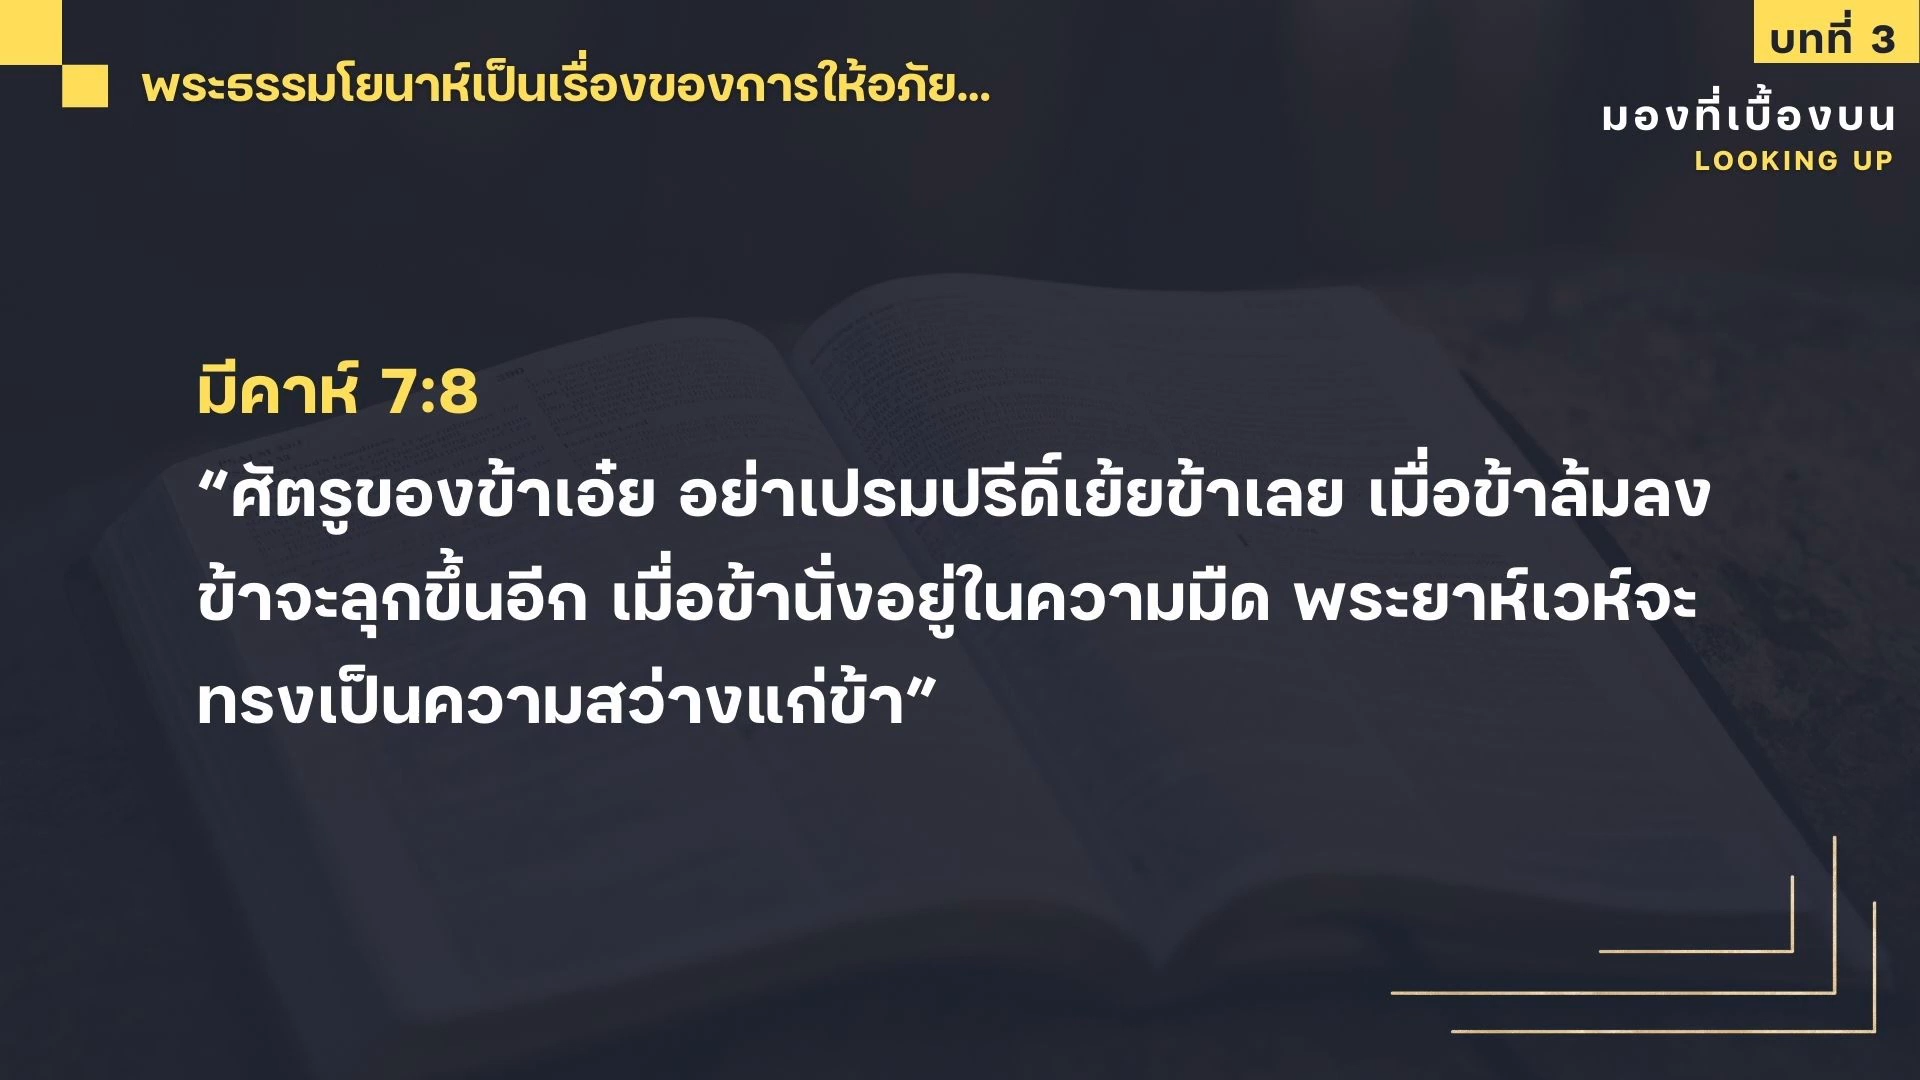 พระธรรมโยนาห์เป็นเรื่องของการให้อภัย...
บทที่ 3
มองที่เบื้องบน
LOOKING UP
มีคาห์ 7:8
“ศัตรูของข้าเอ๋ย อย่าเปรมปรีดิ์เย้ยข้าเลย เมื่อข้าล้มลง
ข้าจะลุกขึ้นอีก เมื่อข้านั่งอยู่ในความมืด พระยาห์เวห์จะ
ทรงเป็นความสว่างแก่ข้า”